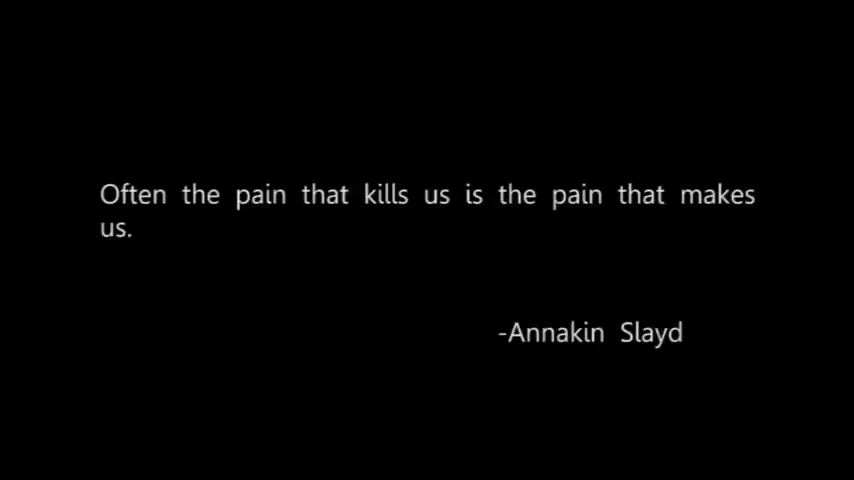 Often the pain that kills us is the pain that makes
us.
-Annakin Slayd